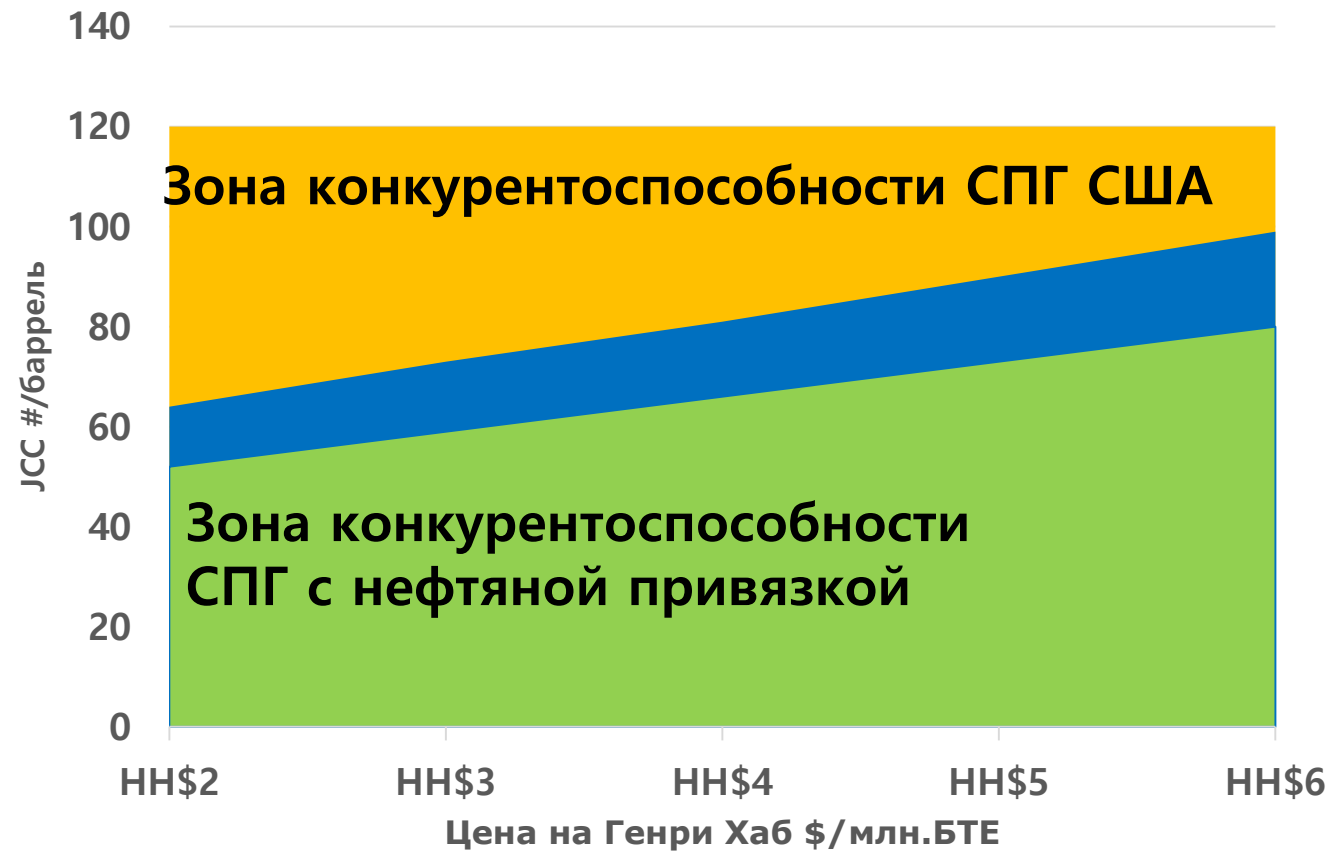 140
120
Зона конкурентоспособности СПГ США
100
80
60
40
20
0
JCC #/баррель
Зона конкурентоспособности
СПГ с нефтяной привязкой
HH$2 HH$3 HH$4 HH$5 HH$6
Цена на Генри Хаб $/млн.БТЕ